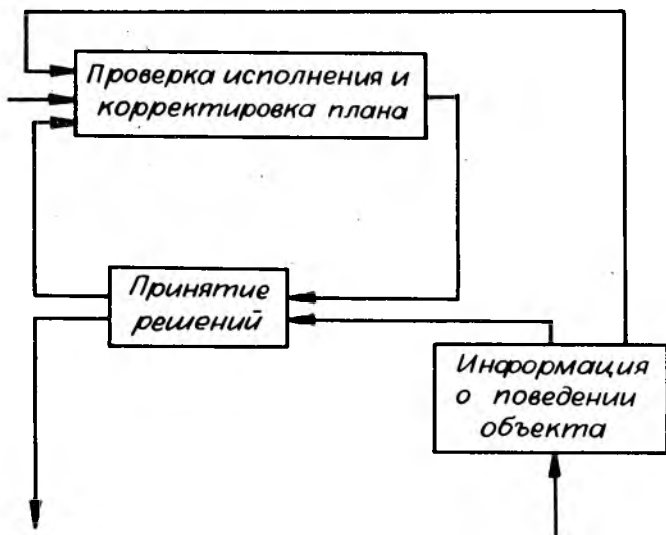 Проверка исполнения и
корректировка плана
Принятие
решений
Информация
о поведении
объекта